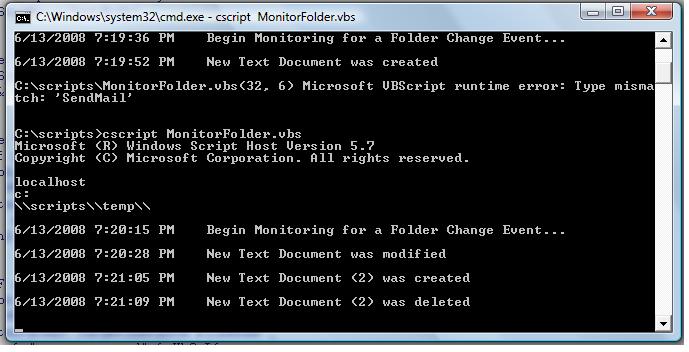 C:\Windows\system32\cmd.exe - cscript MonitorFolder.vbs
6/13/2008 7:19:36 PM Begin Monitoring for a Folder Change Event...
6/13/2008 7:19:52 PM New Text Document was created
C:\scripts\MonitorFolder.vbs(32, 6) Microsoft VBScript runtime error: Type misma
tch: 'SendMail'
C:\scripts>cscript MonitorFolder.vbs
Microsoft (R) Windows Script Host Version 5.7
Copyright (C) Microsoft Corporation. All rights reserved.
localhost
c:
\\scripts\\temp\\
6/13/2008 7:20:15 PM Begin Monitoring for a Folder Change Event...
6/13/2008 7:20:28 PM New Text Document was modified
6/13/2008 7:21:05 PM New Text Document (2) was created
6/13/2008 7:21:09 PM New Text Document (2) was deleted